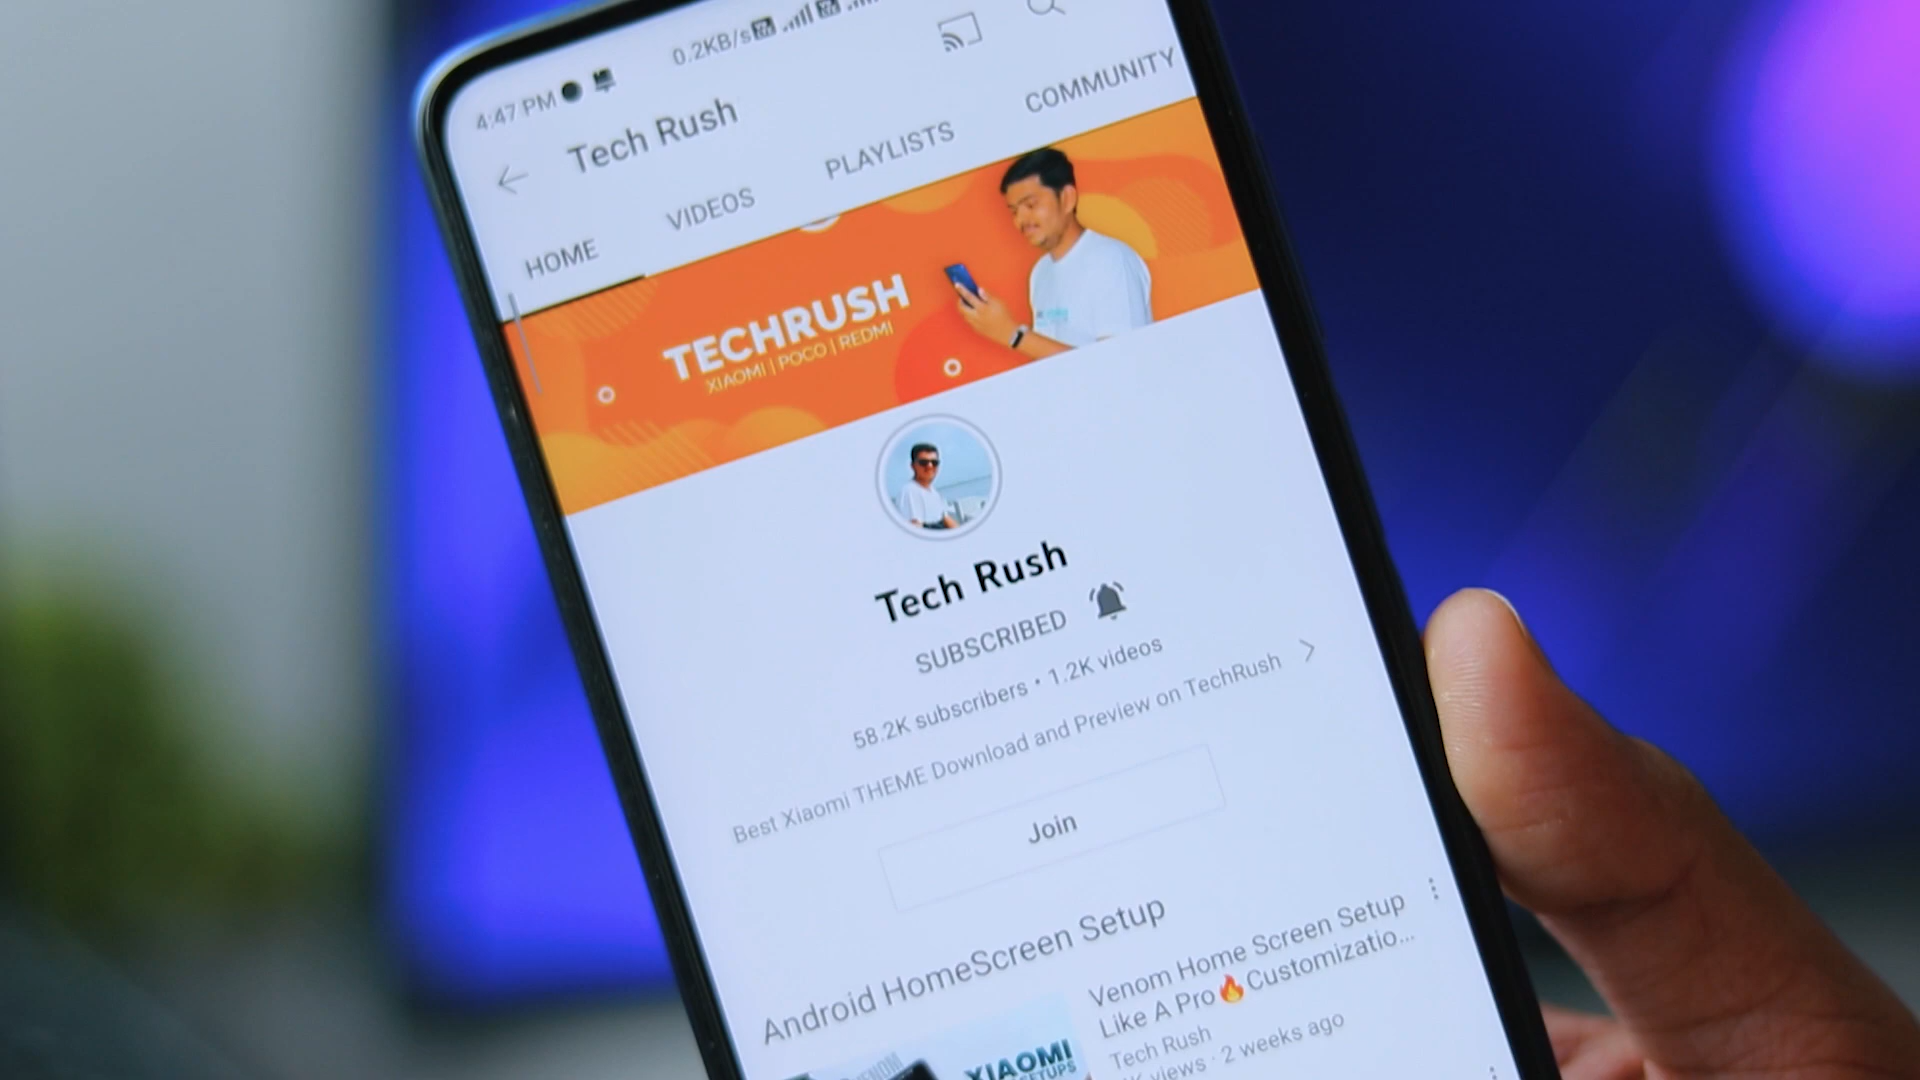 4:47 PM
0.2KB/s
Tech Rush
HOME
VIDEOS
PLAYLISTS
COMMUNITY
TECHRUSH
XIAOMI | POCO | REDMI
Tech Rush
SUBSCRIBED
58.2K subscribers • 1.2K videos
Best Xiaomi THEME Download and Preview on TechRush
Join
Android HomeScreen Setup
Venom Home Screen Setup
Like A Pro🔥Customizatio...
Tech Rush
views · 2 weeks ago
XIAOMI
SETUPS